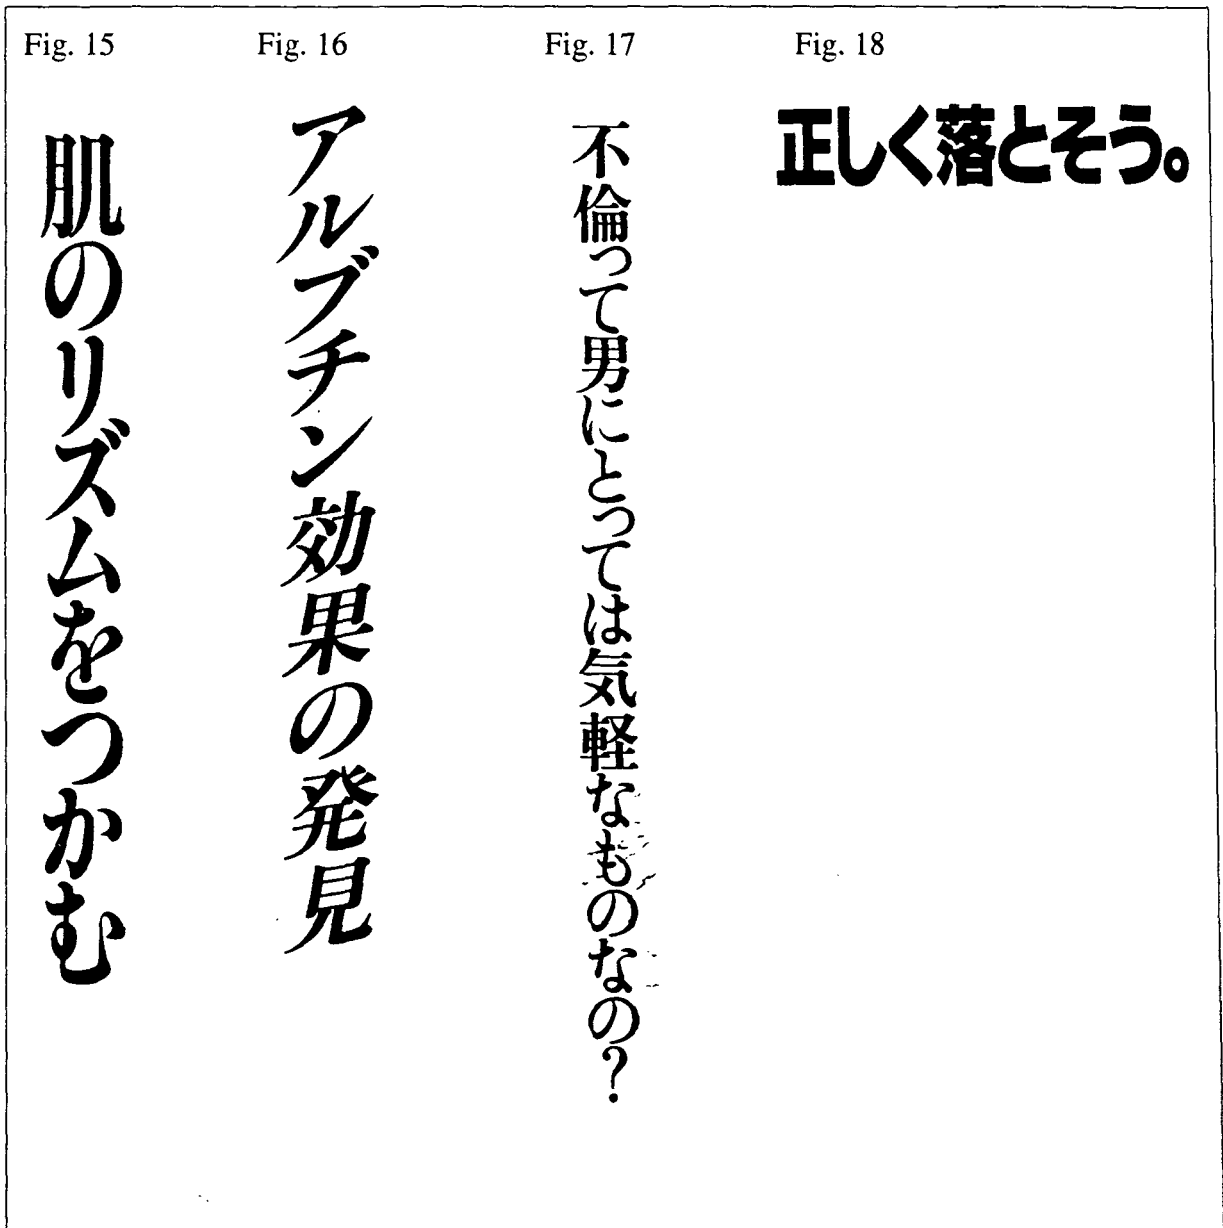 Fig. 15
Fig. 16
Fig. 17
Fig. 18
肌のリズムをつかむ
アルブチン効果の発見
不倫って男にとっては気軽なものなの?
正しく落とそう。